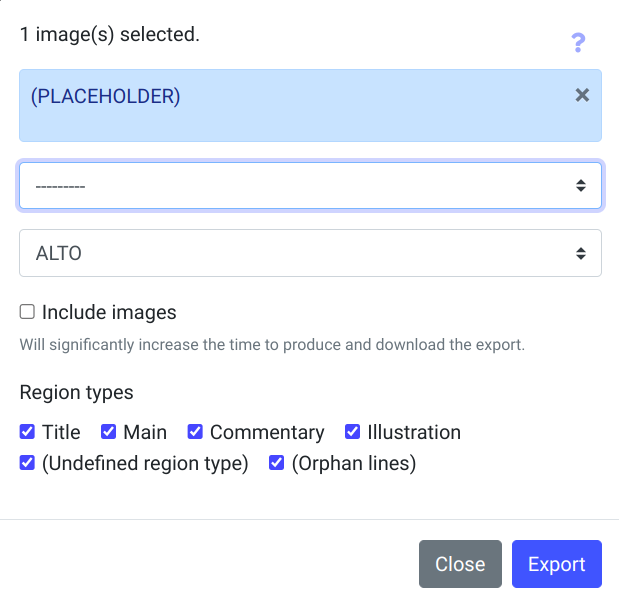 1 image(s) selected.
?
(PLACEHOLDER)
---------
ALTO
Include images
Will significantly increase the time to produce and download the export.
Region types
Title Main Commentary Illustration
(Undefined region type) (Orphan lines)
Close Export